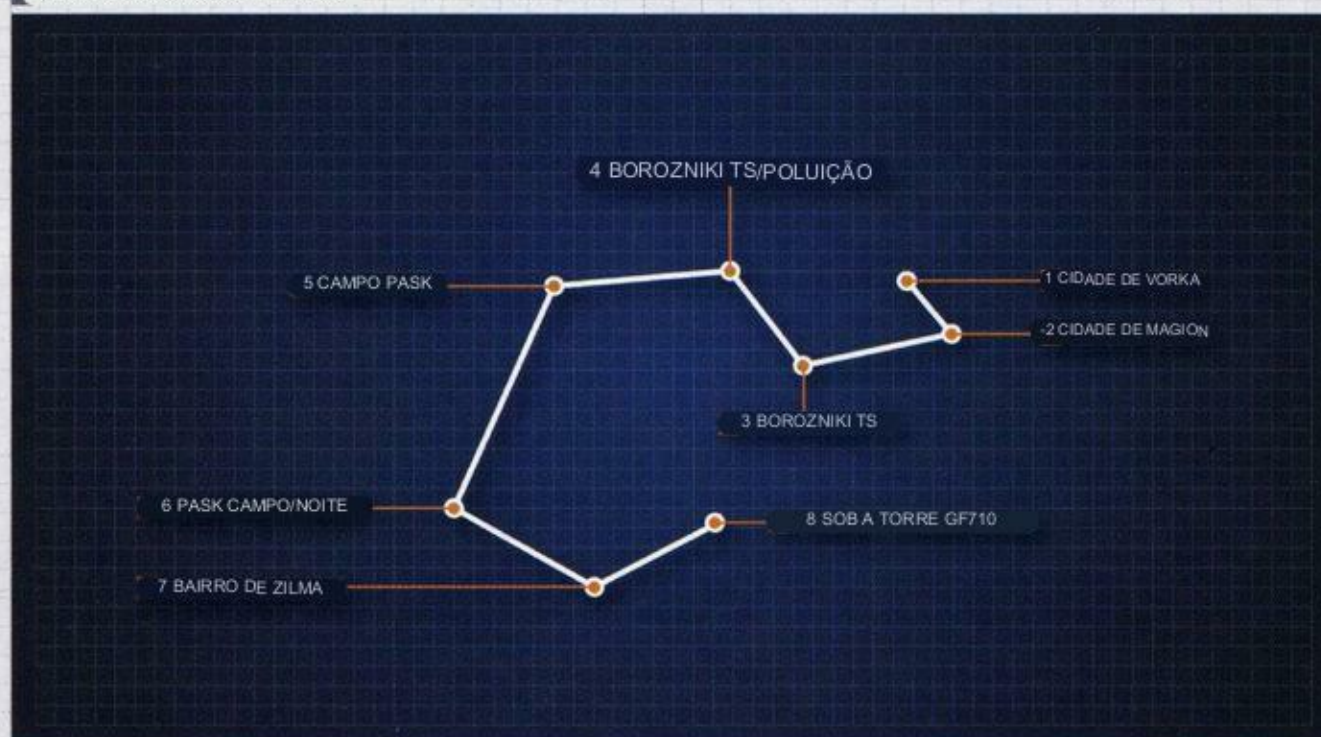 4 BOROZNIKI TS/POLUIÇÃO
5 CAMPO PASK
1 CIDADE DE VORKA
-2 CIDADE DE MAGION
3 BOROZNIKI TS
6 PASK CAMPO/NOITE
8 SOB A TORRE GF710
7 BAIRRO DE ZILMA